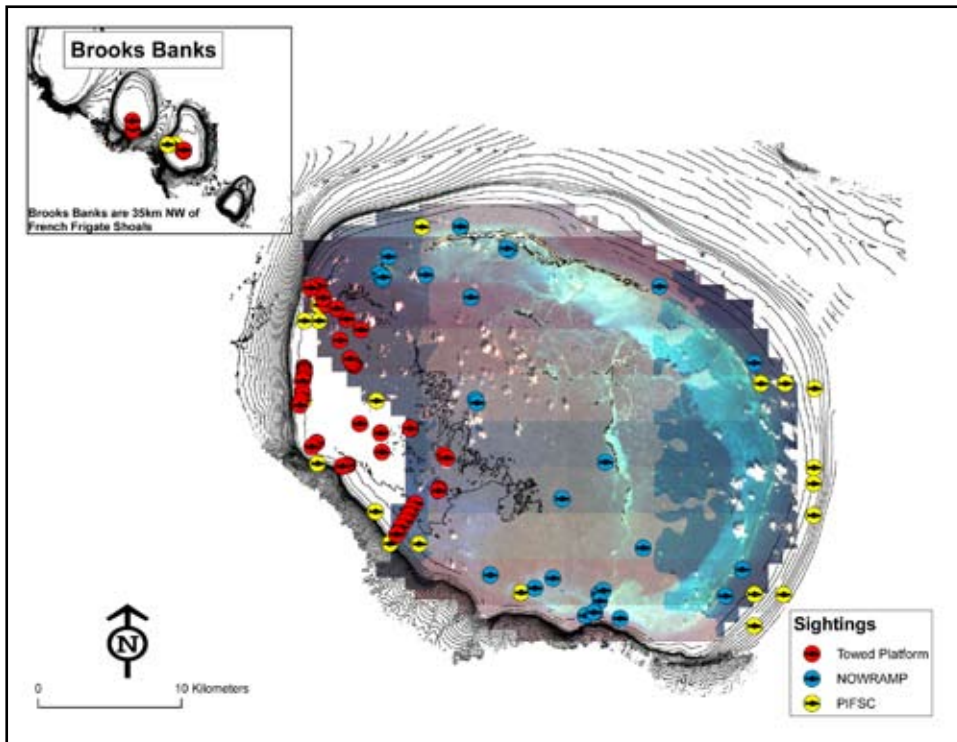 Brooks Banks
Brooks Banks are 35km NW of
French Frigate Shoals
N
0 10 Kilometers
Sightings
Towed Platform
NOWRAMP
PIFSC